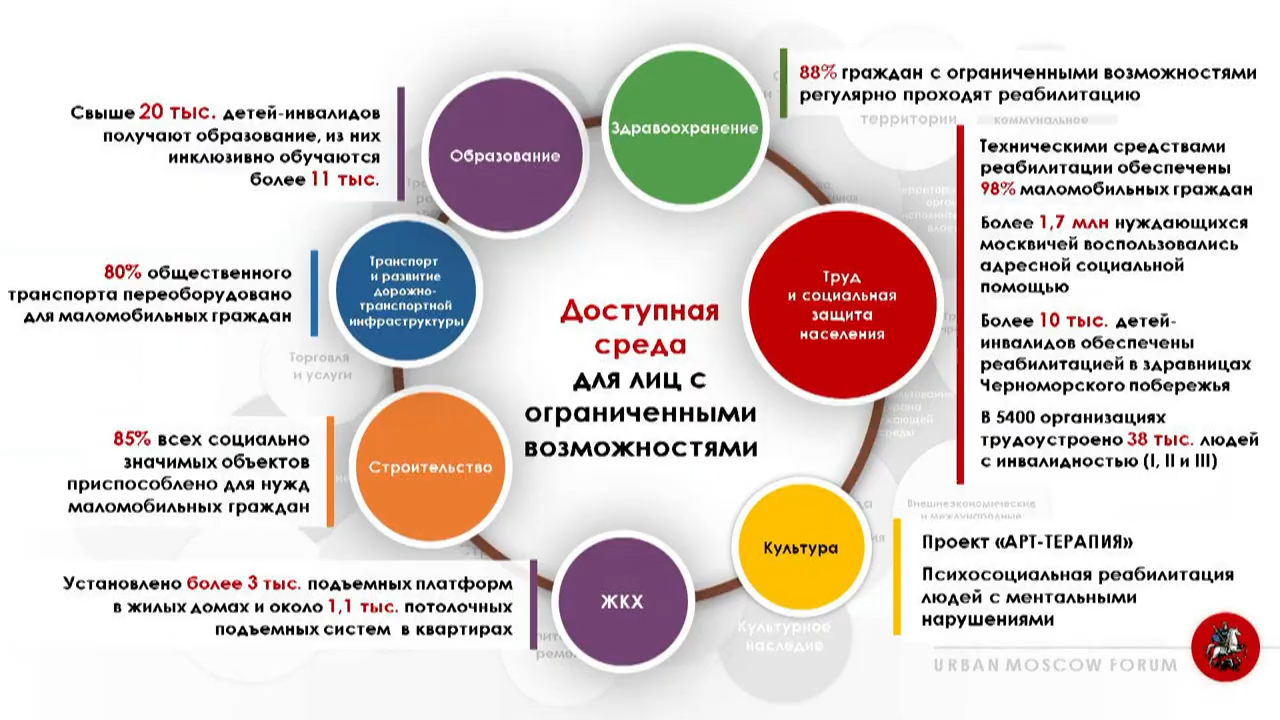 Доступная
среда
для лиц с
ограниченными
возможностями
Здравоохранение
88% граждан с ограниченными возможностями
регулярно проходят реабилитацию
Труд
и социальная
защита
населения
Техническими средствами
реабилитации обеспечены
98% маломобильных граждан
Более 1,7 млн нуждающихся
москвичей воспользовались
адресной социальной
помощью
Более 10 тыс. детей-
инвалидов обеспечены
реабилитацией в здравницах
Черноморского побережья
В 5400 организациях
трудоустроено 38 тыс. людей
с инвалидностью (I, II и III)
Культура
Проект «АРТ-ТЕРАПИЯ»
Психосоциальная реабилитация
людей с ментальными
нарушениями
ЖКХ
Установлено более 3 тыс. подъемных платформ
в жилых домах и около 1,1 тыс. потолочных
подъемных систем в квартирах
Строительство
85% всех социально
значимых объектов
приспособлено для нужд
маломобильных граждан
Транспорт
и развитие
дорожно-
транспортной
инфраструктуры
80% общественного
транспорта переоборудовано
для маломобильных граждан
Образование
Свыше 20 тыс. детей-инвалидов
получают образование, из них
инклюзивно обучаются
более 11 тыс.
территории
коммунальное
Торговля
и услуги
Внешнеэкономические
и международные
Культурное
наследие
URBAN MOSCOW FORUM